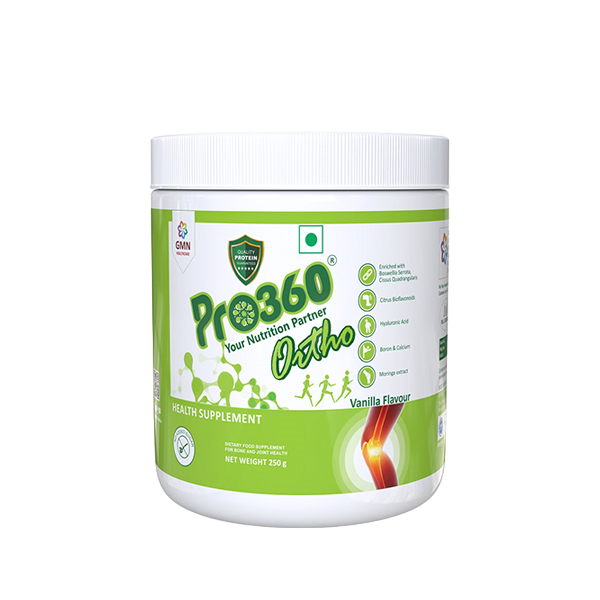 GMN
HEALTHCARE
QUALITY
PROTEIN
GUARANTEED
Pro360®
Your Nutrition Partner
Ortho
Enriched with
Boswellia Serrata,
Cissus Quadrangularis
Citrus Bioflavonoids
Hyaluronic Acid
Boron & Calcium
Moringa extract
Vanilla Flavour
HEALTH SUPPLEMENT
DIETARY FOOD SUPPLEMENT
FOR BONE AND JOINT HEALTH
NET WEIGHT 250 g